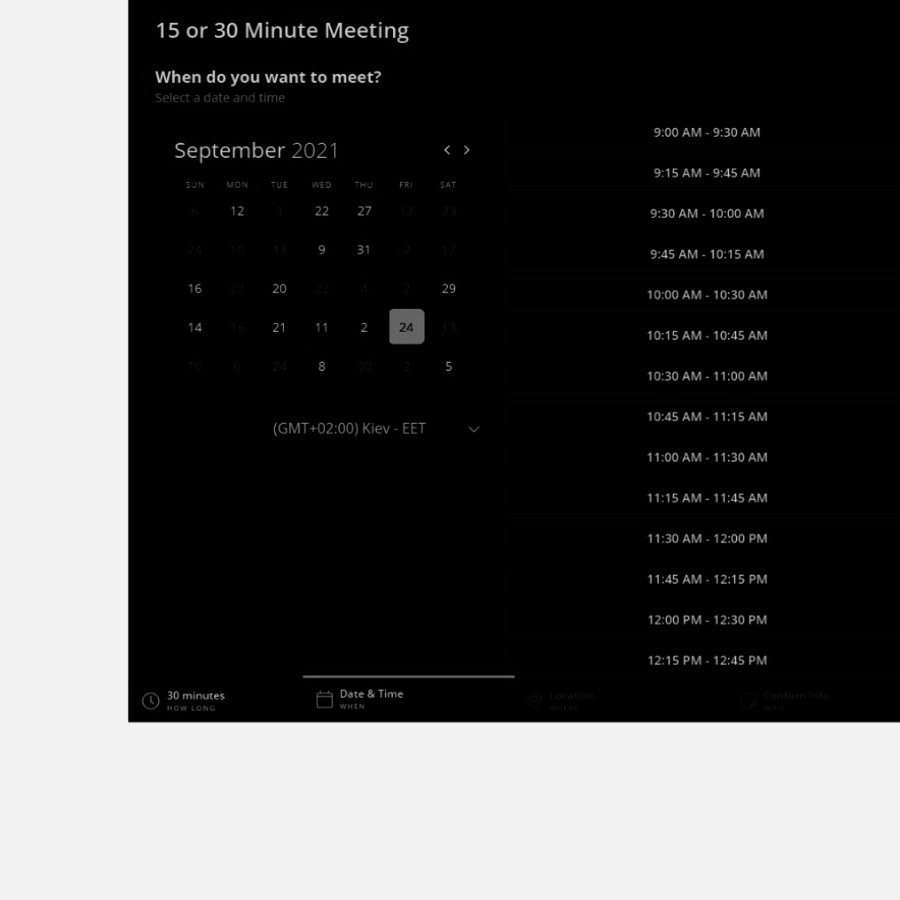 15 or 30 Minute Meeting
When do you want to meet?
Select a date and time
September 2021
SUN MON TUE WED THU FRI SAT
6 12 1 22 27 13 23
24 10 13 9 31 2 17
16 27 20 22 4 2 29
14 16 21 11 2 24 13
10 6 24 8 30 2 5
(GMT+02:00) Kiev - EET
9:00 AM - 9:30 AM
9:15 AM - 9:45 AM
9:30 AM - 10:00 AM
9:45 AM - 10:15 AM
10:00 AM - 10:30 AM
10:15 AM - 10:45 AM
10:30 AM - 11:00 AM
10:45 AM - 11:15 AM
11:00 AM - 11:30 AM
11:15 AM - 11:45 AM
11:30 AM - 12:00 PM
11:45 AM - 12:15 PM
12:00 PM - 12:30 PM
12:15 PM - 12:45 PM
30 minutes
HOW LONG
Date & Time
WHEN
Location
WHERE
Confirm Info
WHO